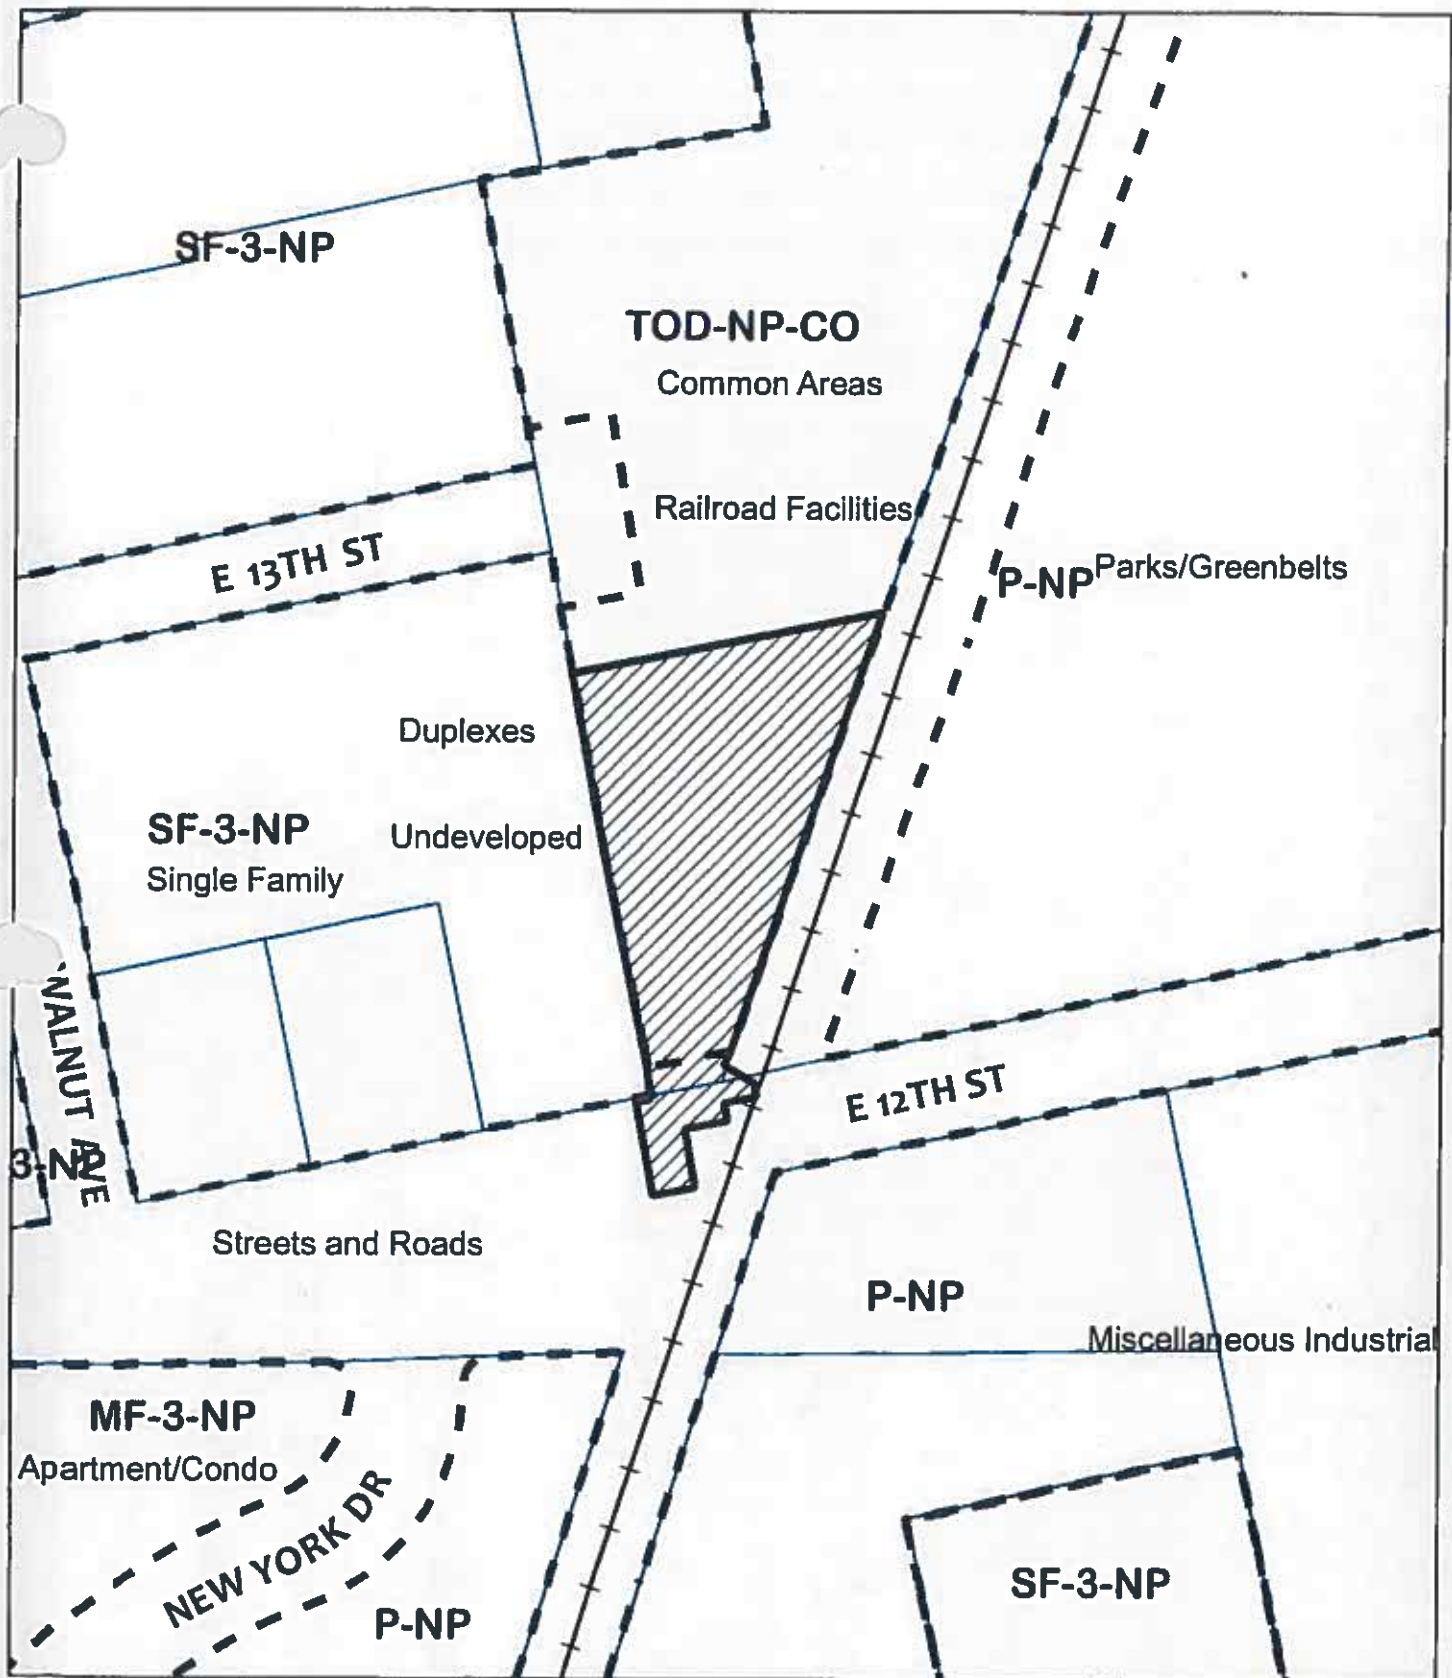 SF-3-NP
TOD-NP-CO
Common Areas
Railroad Facilities
E 13TH ST
P-NP
Parks/Greenbelts
Duplexes
SF-3-NP
Undeveloped
Single Family
WALNUT AVE
E 12TH ST
3-NP
Streets and Roads
P-NP
Miscellaneous Industrial
MF-3-NP
Apartment/Condo
NEW YORK DR
SF-3-NP
P-NP